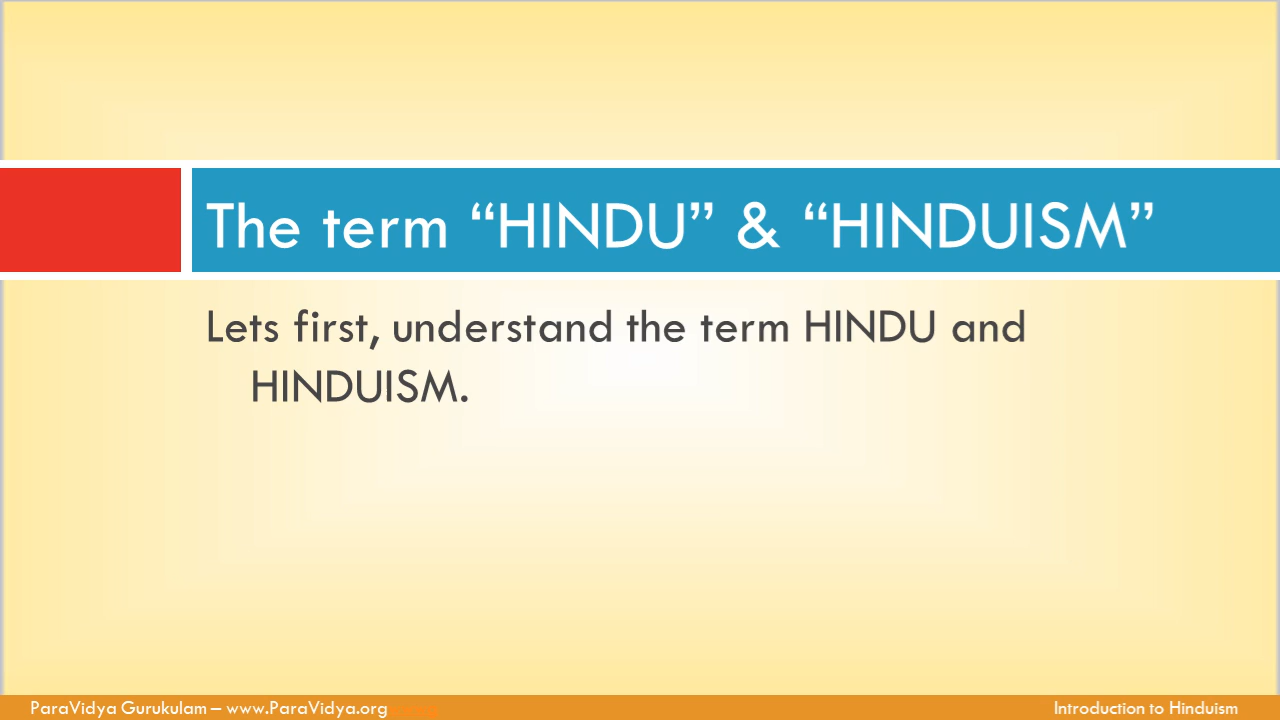 The term “HINDU” & “HINDUISM”
Lets first, understand the term HINDU and
HINDUISM.
ParaVidya Gurukulam – www.ParaVidya.org
Introduction to Hinduism